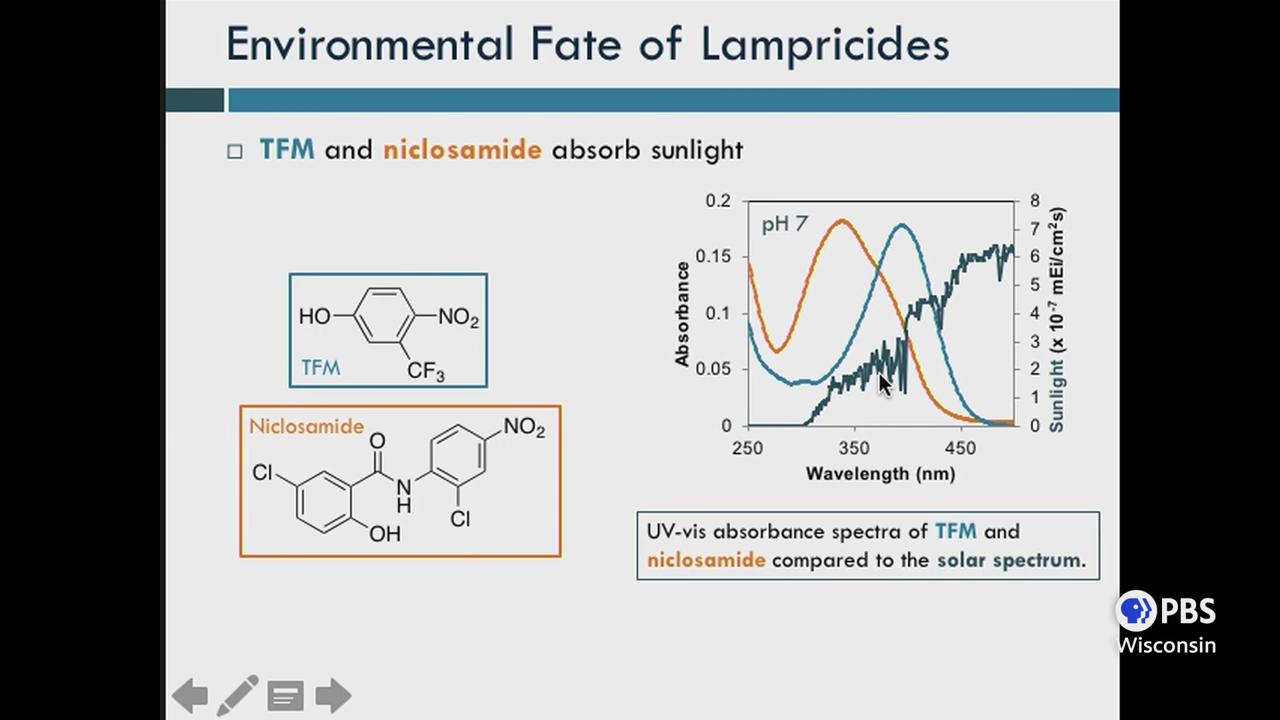 Environmental Fate of Lampricides
TFM and niclosamide absorb sunlight
HO
NO2
CF3
TFM
Niclosamide
O
NO2
Cl
N
H
Cl
OH
pH 7
0.2
0.15
0.1
0.05
0
8
7
6
5
4
3
2
1
0
250
350
450
Absorbance
Wavelength (nm)
Sunlight (x 10-7 mEi/cm2s)
UV-vis absorbance spectra of TFM and
niclosamide compared to the solar spectrum.
PBS
Wisconsin